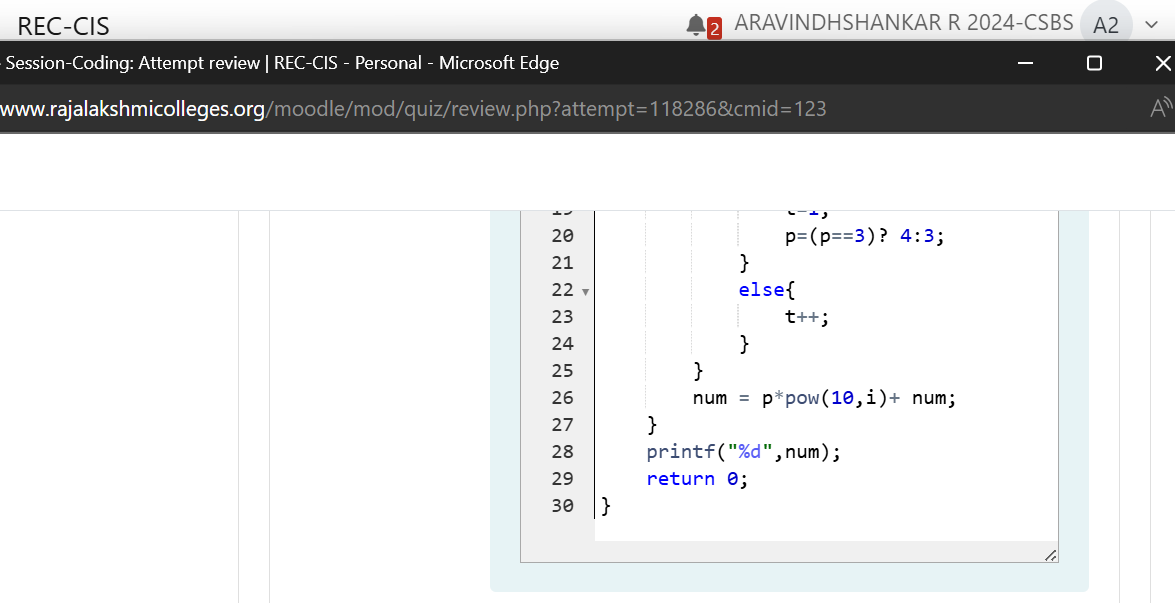 REC-CIS
2 ARAVINDHSHANKAR R 2024-CSBS A2
Session-Coding: Attempt review | REC-CIS - Personal - Microsoft Edge
www.rajalakshmicolleges.org/moodle/mod/quiz/review.php?attempt=118286&cmid=123
20 p=(p==3)? 4:3;
21 }
22 else{
23 t++;
24 }
25 }
26 num = p*pow(10,i)+ num;
27 }
28 printf("%d",num);
29 return 0;
30 }